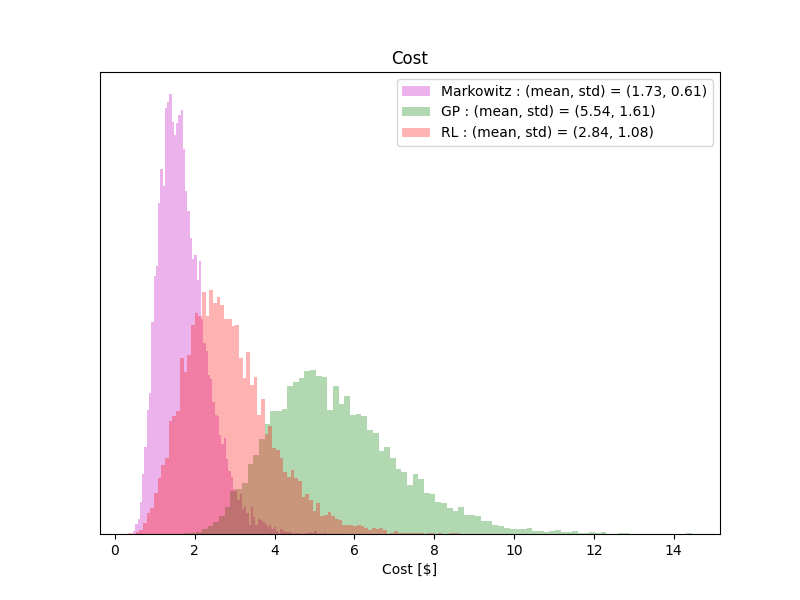 Cost
Markowitz : (mean, std) = (1.73, 0.61)
GP : (mean, std) = (5.54, 1.61)
RL : (mean, std) = (2.84, 1.08)
0 2 4 6 8 10 12 14
Cost [$]